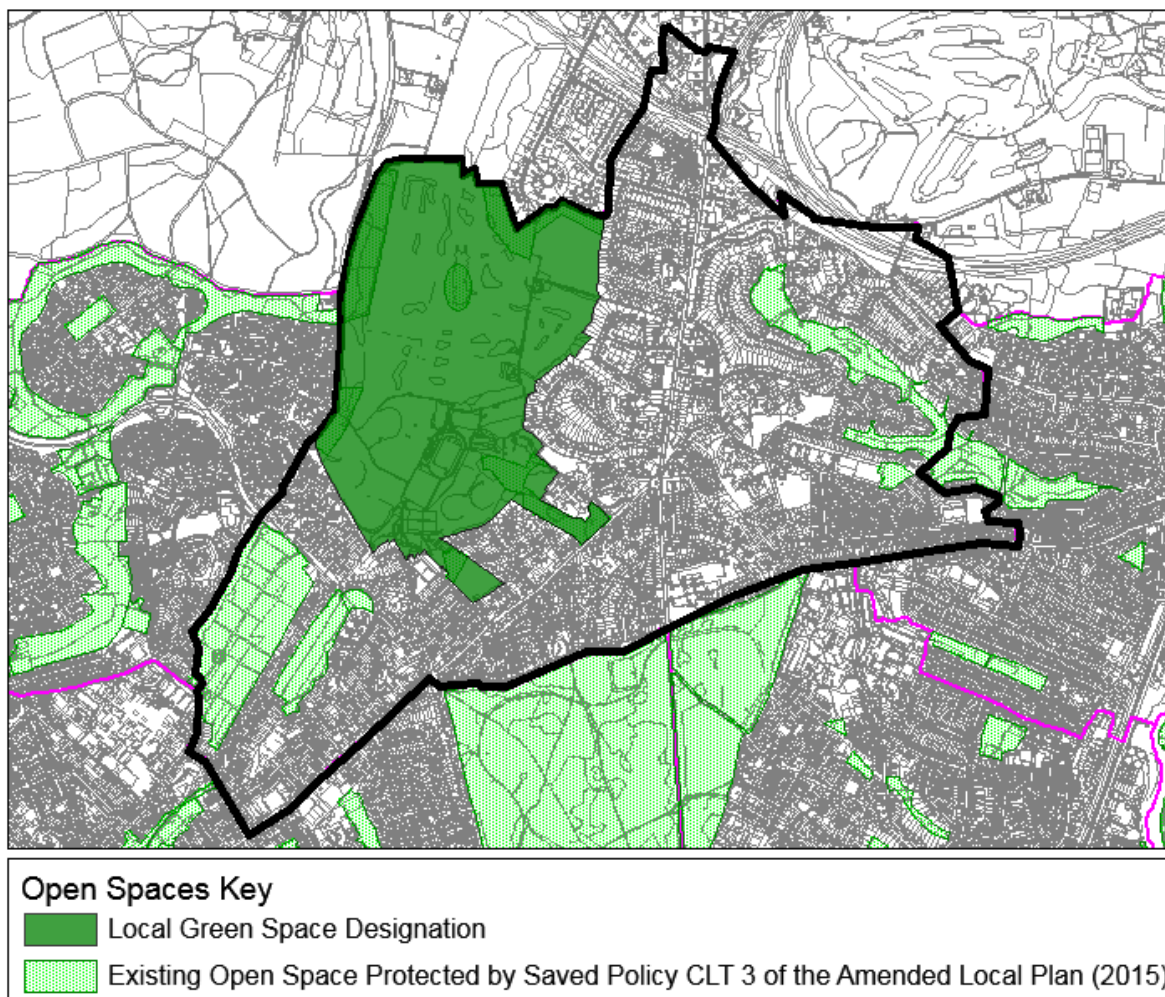 Open Spaces Key
Local Green Space Designation
Existing Open Space Protected by Saved Policy CLT 3 of the Amended Local Plan (2015)